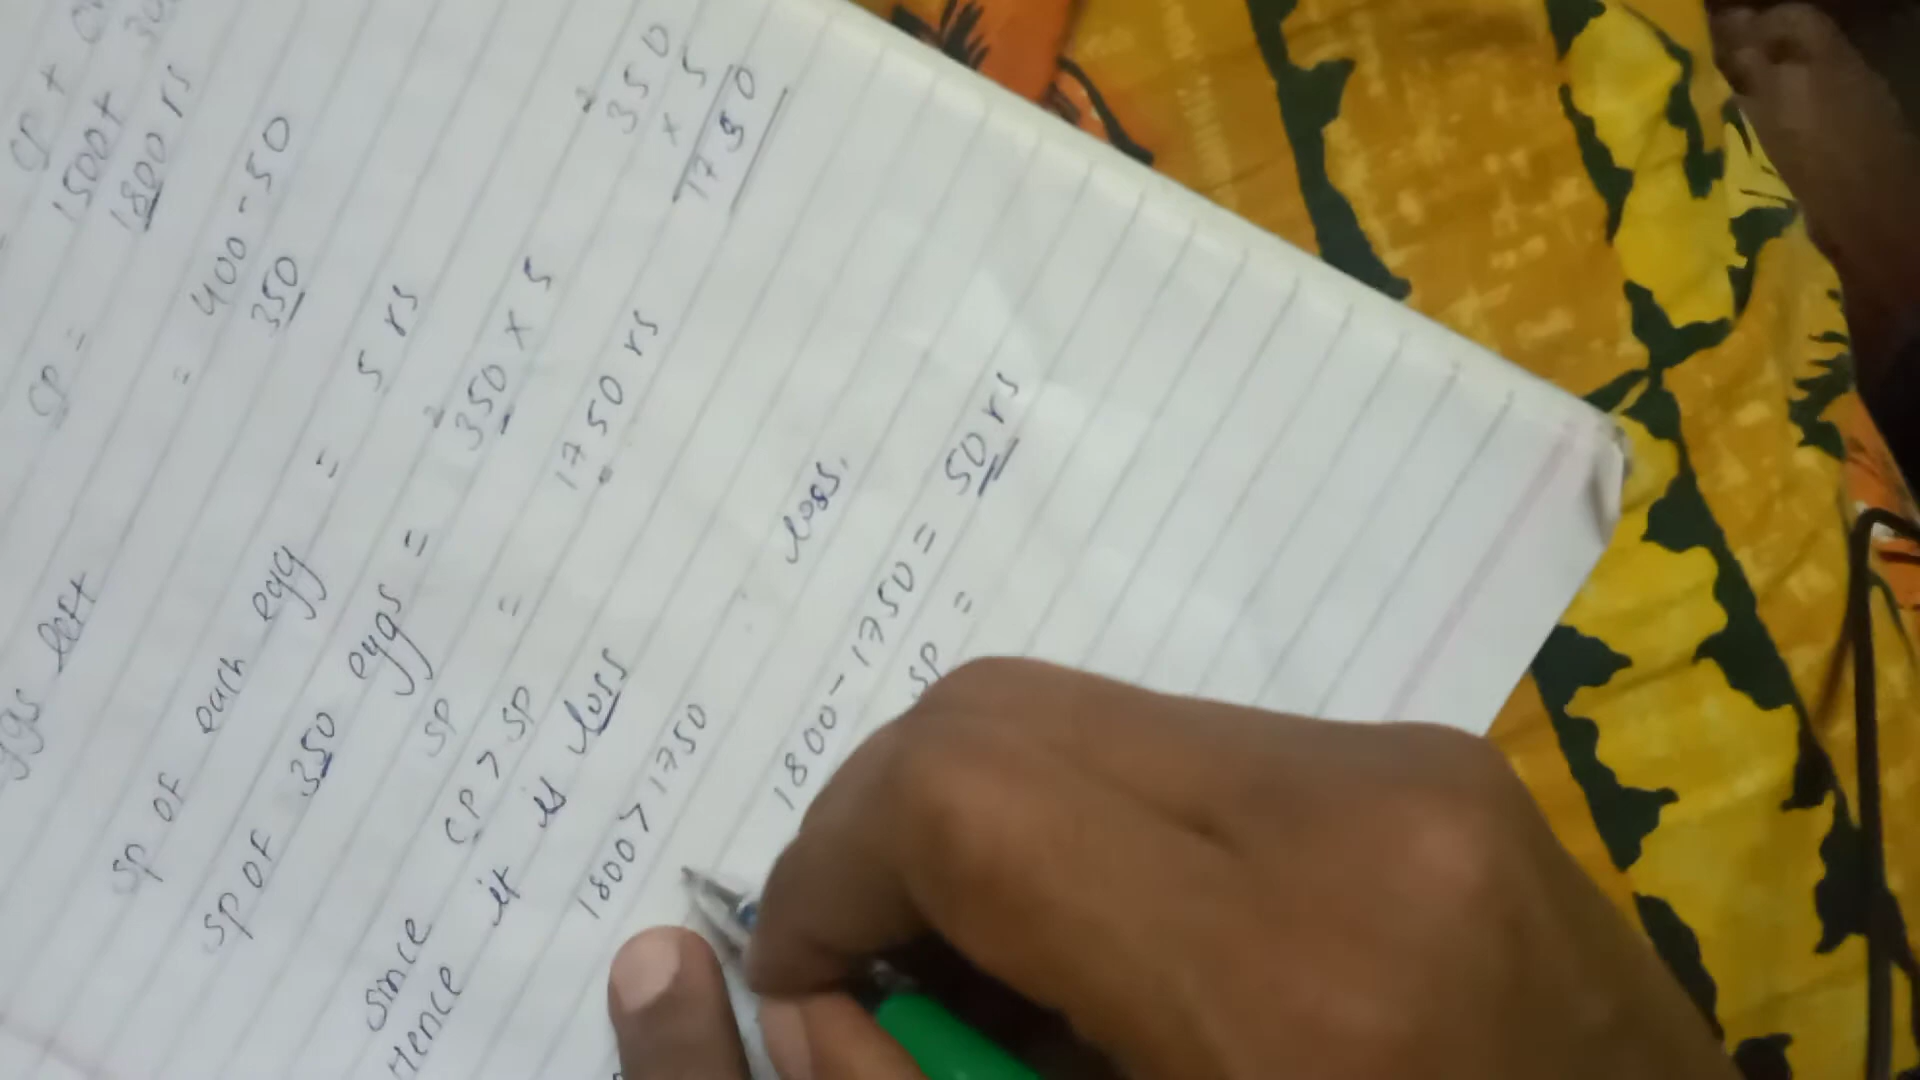 CP +
1500 + 30
CP = 1800 rs
ggs left = 400 - 50
350
SP OF each egg = 5 rs
SP OF 350 eggs = 350 x 5
2
350
x 5
1750
SP = 1750 rs
Since CP > SP
Hence it is loss
1800 > 1750 loss.
1800 - 1750 = 50 rs
SP =